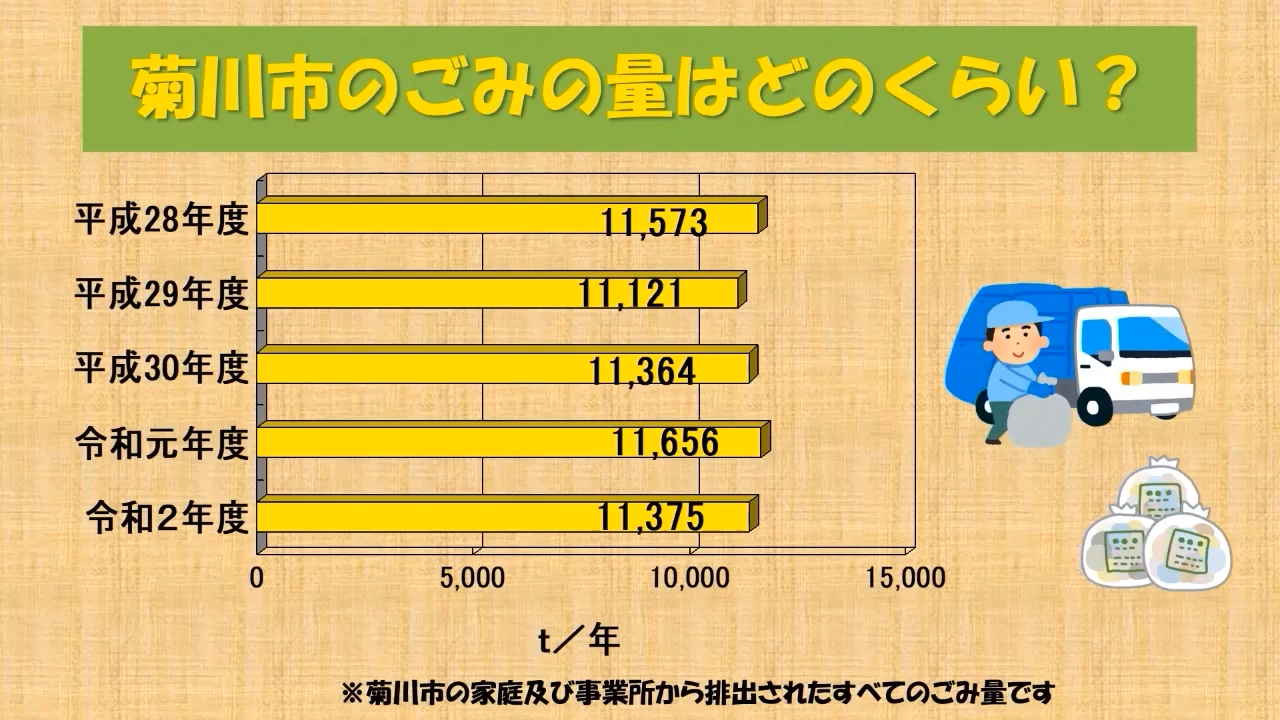 菊川市のごみの量はどのくらい？
平成28年度
11,573
平成29年度
11,121
平成30年度
11,364
令和元年度
11,656
令和２年度
11,375
0
5,000
10,000
15,000
t／年
※菊川市の家庭及び事業所から排出されたすべてのごみ量です